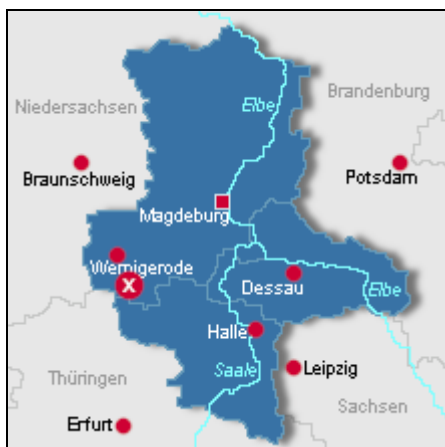 Niedersachsen
Elbe
Brandenburg
Braunschweig
Potsdam
Magdeburg
Wernigerode
X
Dessau
Elbe
Halle
Saale
Leipzig
Thüringen
Sachsen
Erfurt